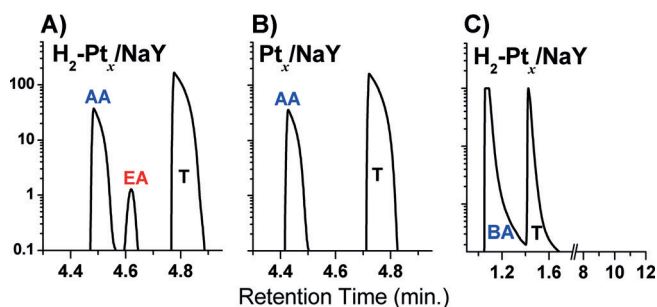 A)
H₂-Ptₓ/NaY
AA
EA
T
100
10
1
0.1
4.4
4.6
4.8
B)
Ptₓ/NaY
AA
T
4.4
4.6
4.8
C)
H₂-Ptₓ/NaY
BA
T
1.2
1.6
8
10
12
Retention Time (min.)